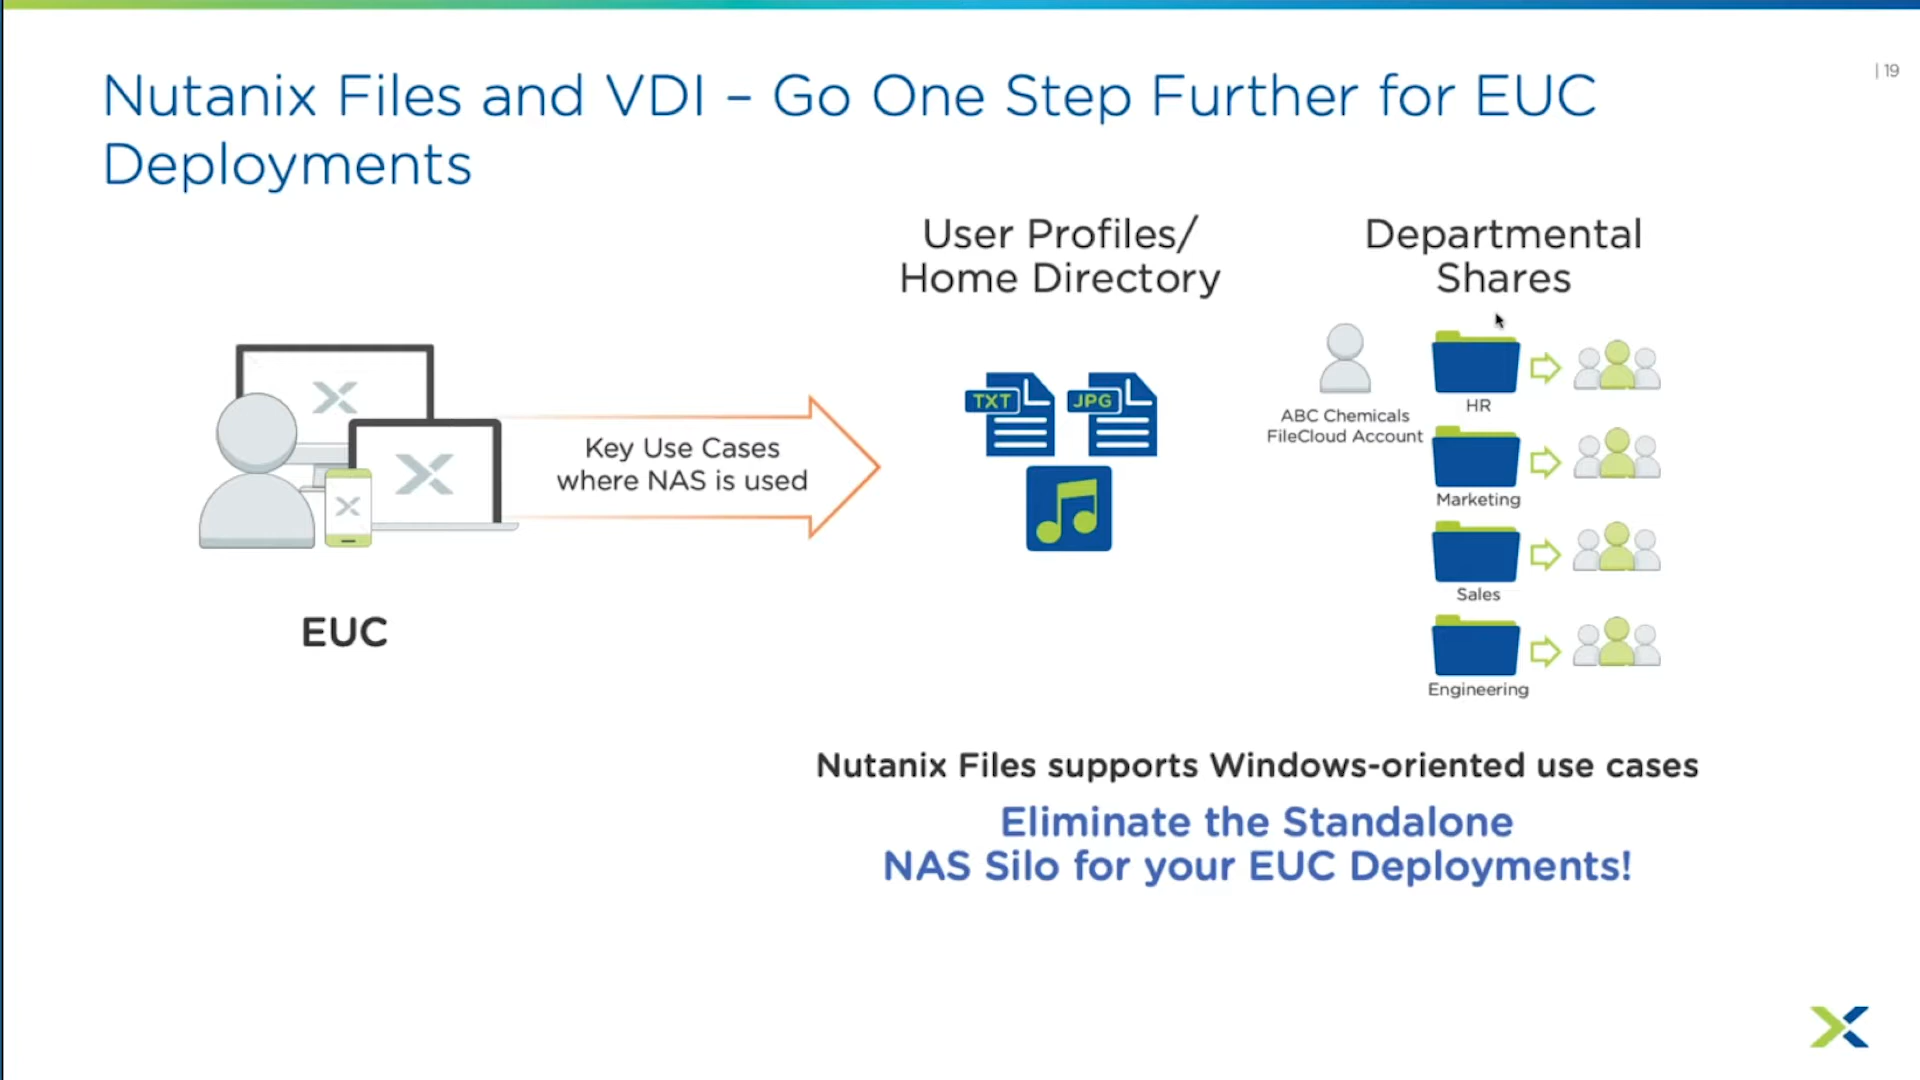 | 19
Nutanix Files and VDI – Go One Step Further for EUC
Deployments
User Profiles/
Home Directory
Departmental
Shares
Key Use Cases
where NAS is used
EUC
TXT
JPG
ABC Chemicals
FileCloud Account
HR
Marketing
Sales
Engineering
Nutanix Files supports Windows-oriented use cases
Eliminate the Standalone
NAS Silo for your EUC Deployments!